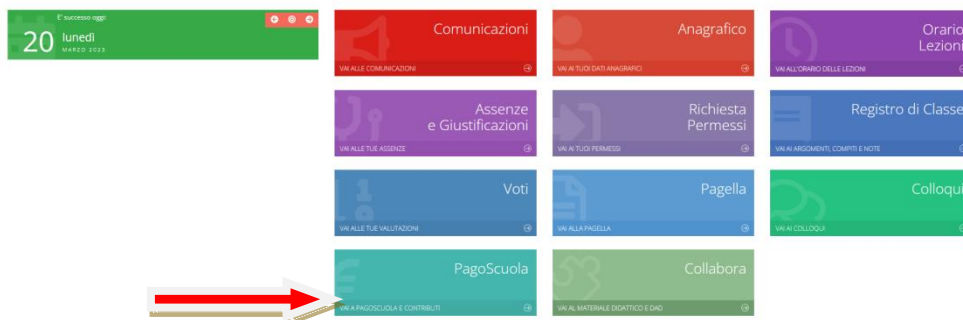 E' successo oggi:
20 lunedì
MARZO 2023
Comunicazioni
VAI ALLE COMUNICAZIONI
Anagrafico
VAI AI TUOI DATI ANAGRAFICI
Orario
Lezioni
VAI ALL'ORARIO DELLE LEZIONI
Assenze
e Giustificazioni
VAI ALLE TUE ASSENZE
Richiesta
Permessi
VAI AI TUOI PERMESSI
Registro di Classe
VAI AI ARGOMENTI, COMPITI E NOTE
Voti
VAI ALLE TUE VALUTAZIONI
Pagella
VAI ALLA PAGELLA
Colloqui
VAI AI COLLOQUI
PagoScuola
VAI A PAGOSCUOLA E CONTRIBUTI
Collabora
VAI AL MATERIALE DIDATTICO E DAD